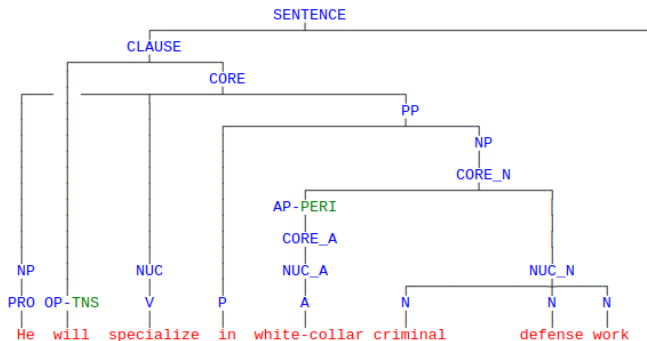 SENTENCE
CLAUSE
CORE
PP
NP
CORE_N
AP-PERI
CORE_A
NP NUC NUC_A NUC_N
PRO OP-TNS V P A N N N
He will specialize in white-collar criminal defense work